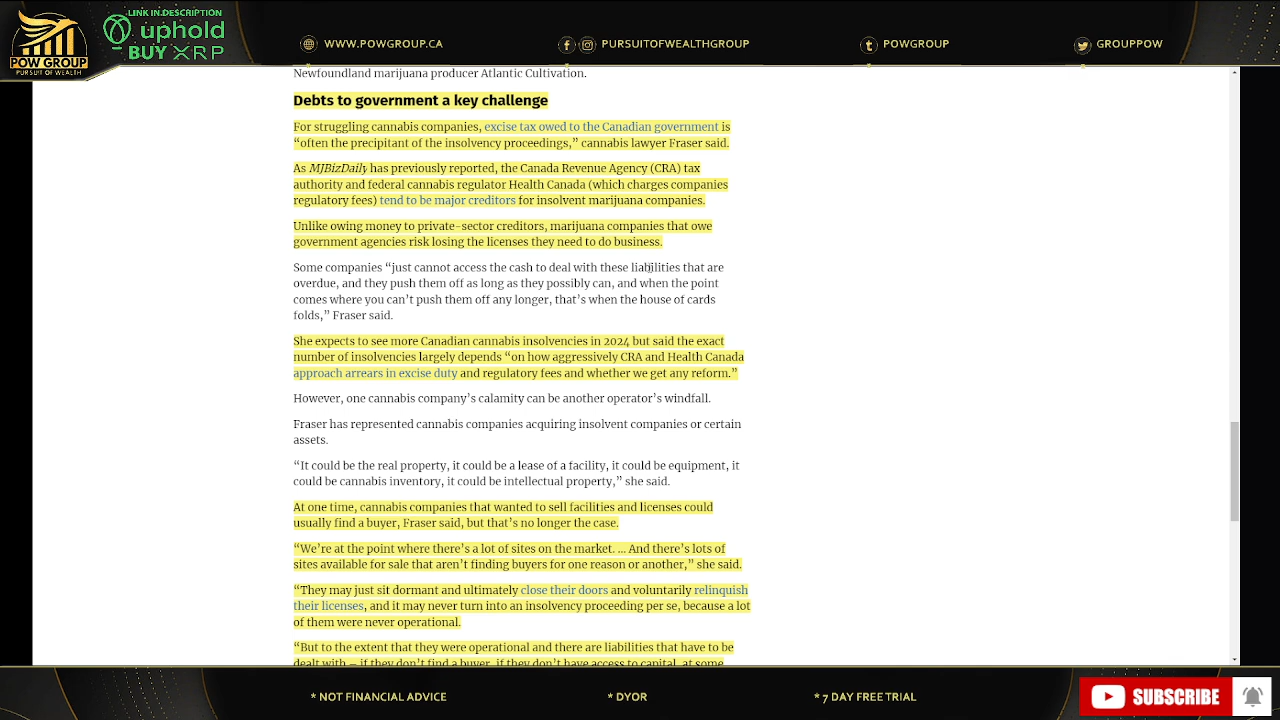 LINK IN DESCRIPTION
uphold
BUY XRP
POW GROUP
PURSUIT OF WEALTH
WWW.POWGROUP.CA
PURSUITOFWEALTHGROUP
POWGROUP
GROUPPOW
Newfoundland marijuana producer Atlantic Cultivation.
Debts to government a key challenge
For struggling cannabis companies, excise tax owed to the Canadian government is
“often the precipitant of the insolvency proceedings,” cannabis lawyer Fraser said.
As MJBizDaily has previously reported, the Canada Revenue Agency (CRA) tax
authority and federal cannabis regulator Health Canada (which charges companies
regulatory fees) tend to be major creditors for insolvent marijuana companies.
Unlike owing money to private-sector creditors, marijuana companies that owe
government agencies risk losing the licenses they need to do business.
Some companies “just cannot access the cash to deal with these liabilities that are
overdue, and they push them off as long as they possibly can, and when the point
comes where you can’t push them off any longer, that’s when the house of cards
folds,” Fraser said.
She expects to see more Canadian cannabis insolvencies in 2024 but said the exact
number of insolvencies largely depends “on how aggressively CRA and Health Canada
approach arrears in excise duty and regulatory fees and whether we get any reform.”
However, one cannabis company’s calamity can be another operator’s windfall.
Fraser has represented cannabis companies acquiring insolvent companies or certain
assets.
“It could be the real property, it could be a lease of a facility, it could be equipment, it
could be cannabis inventory, it could be intellectual property,” she said.
At one time, cannabis companies that wanted to sell facilities and licenses could
usually find a buyer, Fraser said, but that’s no longer the case.
“We’re at the point where there’s a lot of sites on the market. … And there’s lots of
sites available for sale that aren’t finding buyers for one reason or another,” she said.
“They may just sit dormant and ultimately close their doors and voluntarily relinquish
their licenses, and it may never turn into an insolvency proceeding per se, because a lot
of them were never operational.
“But to the extent that they were operational and there are liabilities that have to be
dealt with – if they don’t find a buyer, if they don’t have access to capital, at some
* NOT FINANCIAL ADVICE
* DYOR
* 7 DAY FREE TRIAL
SUBSCRIBE